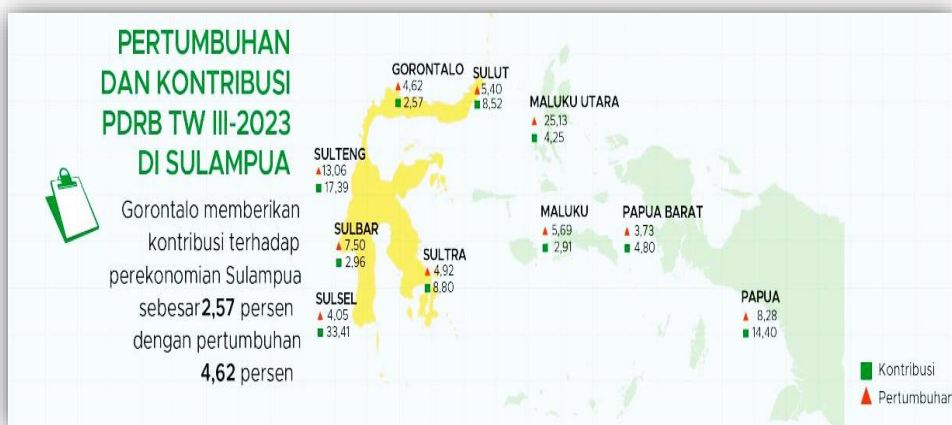 PERTUMBUHAN
DAN KONTRIBUSI
PDRB TW III-2023
DI SULAMPUA
Gorontalo memberikan
kontribusi terhadap
perekonomian Sulampua
sebesar 2,57 persen
dengan pertumbuhan
4,62 persen
GORONTALO
4,62
2,57
SULUT
5,40
8,52
MALUKU UTARA
25,13
4,25
SULTENG
13,06
17,39
SULBAR
7,50
2,96
SULTRA
4,92
8,80
SULSEL
4,05
33,41
MALUKU
5,69
2,91
PAPUA BARAT
3,73
4,80
PAPUA
8,28
14,40
Kontribusi
Pertumbuhan